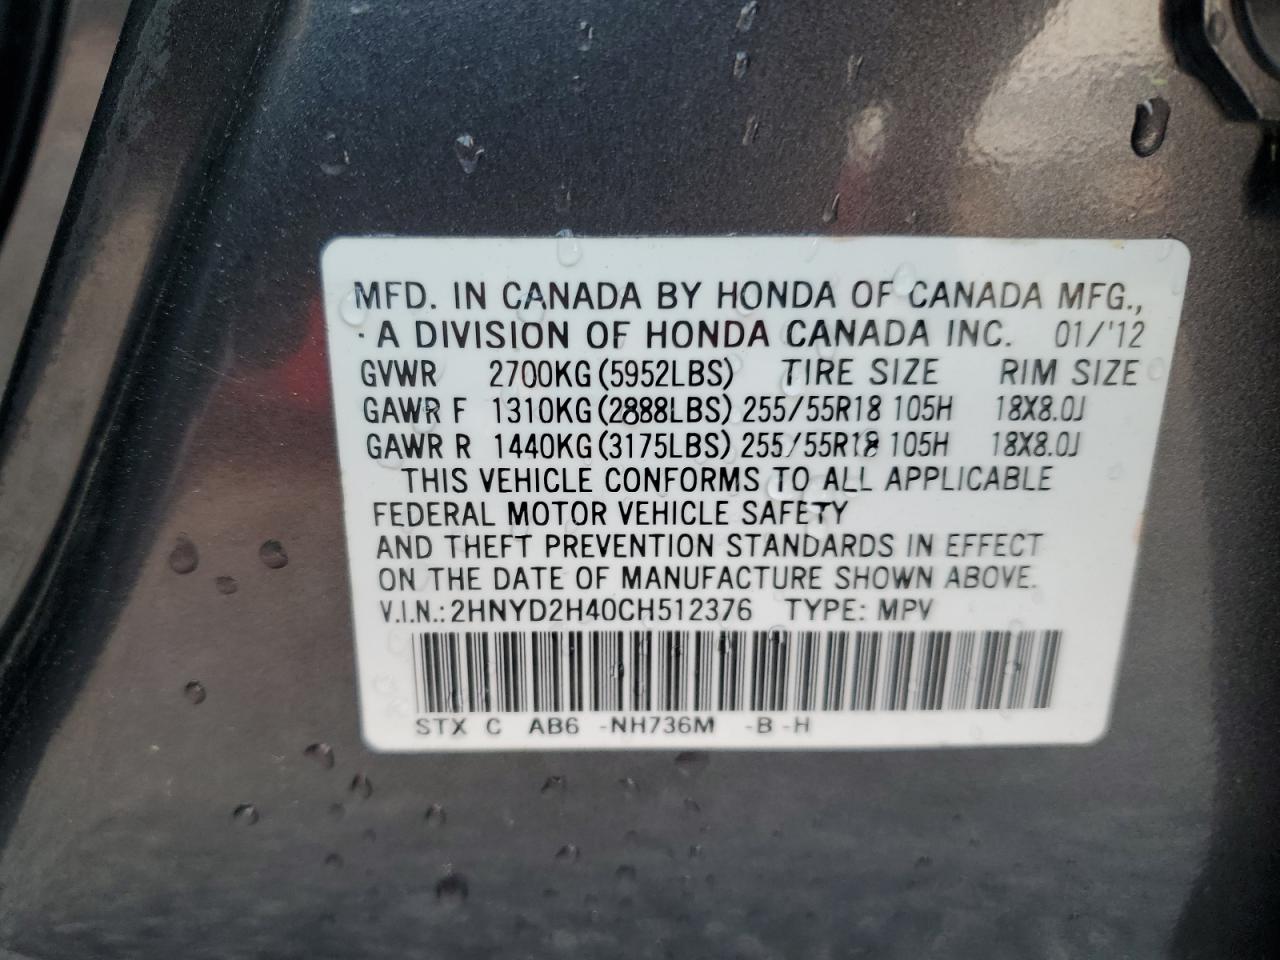 MFD. IN CANADA BY HONDA OF CANADA MFG.,
A DIVISION OF HONDA CANADA INC. 01/'12
GVWR 2700KG (5952LBS) TIRE SIZE RIM SIZE
GAWR F 1310KG (2888LBS) 255/55R18 105H 18X8.0J
GAWR R 1440KG (3175LBS) 255/55R18 105H 18X8.0J
THIS VEHICLE CONFORMS TO ALL APPLICABLE
FEDERAL MOTOR VEHICLE SAFETY
AND THEFT PREVENTION STANDARDS IN EFFECT
ON THE DATE OF MANUFACTURE SHOWN ABOVE.
V.I.N.: 2HNYD2H40CH512376 TYPE: MPV
STX C AB6 -NH736M -B -H